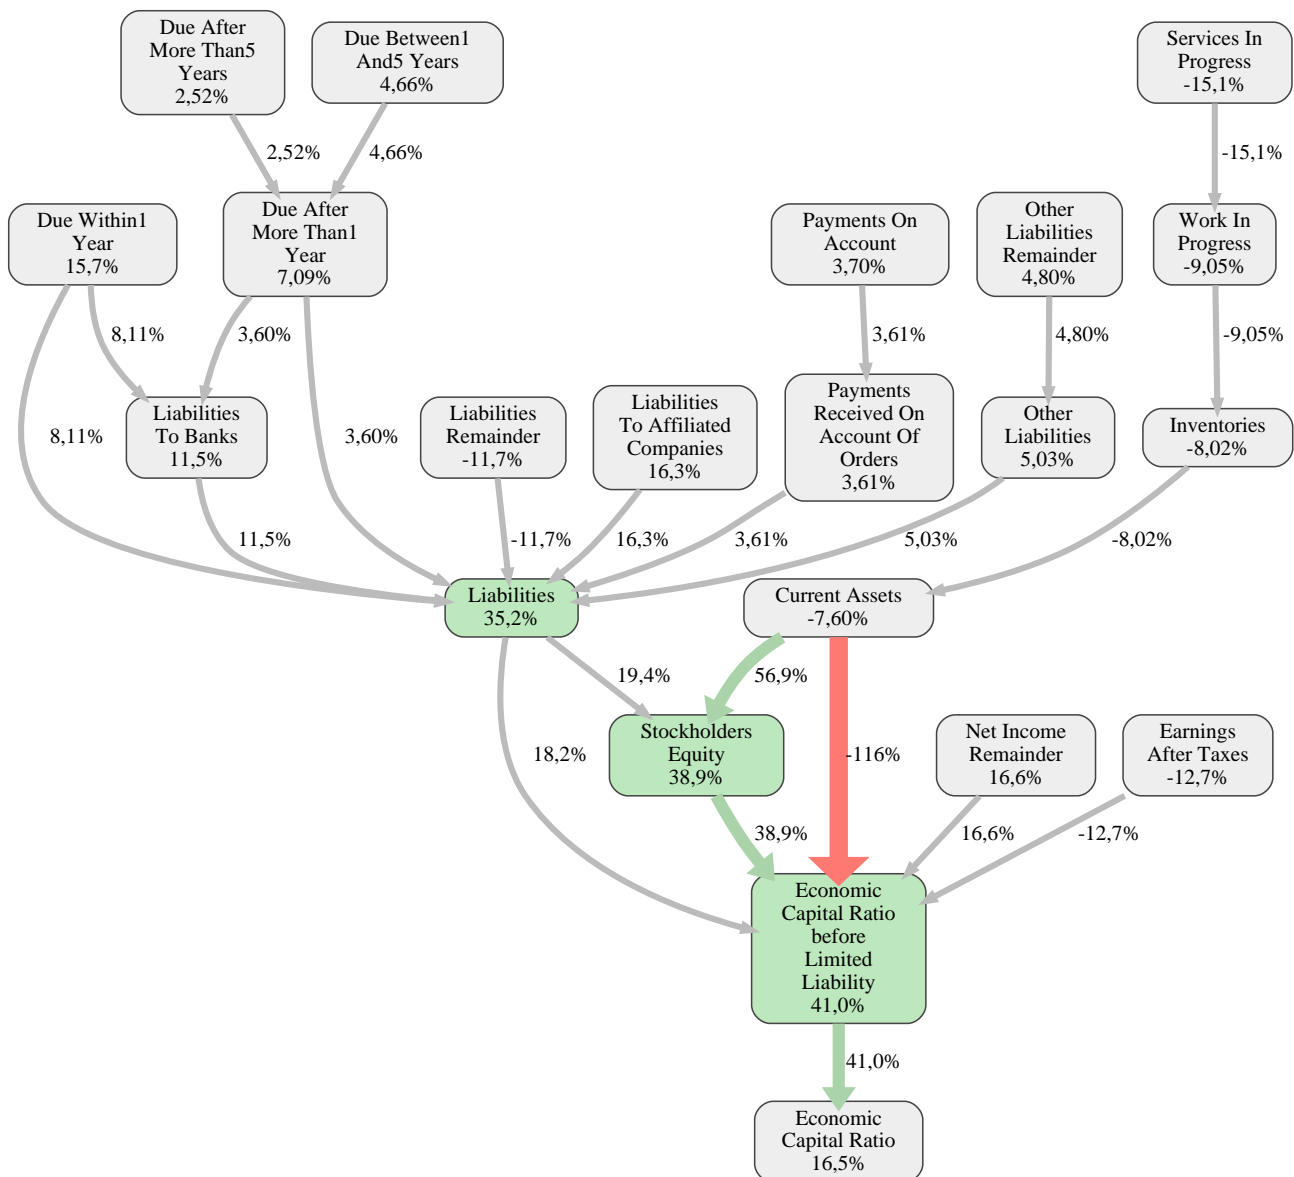 Due After
More Than5
Years
2,52%
Due Between1
And5 Years
4,66%
Services In
Progress
-15,1%
2,52%
4,66%
-15,1%
Due Within1
Year
15,7%
Due After
More Than1
Year
7,09%
Payments On
Account
3,70%
Other
Liabilities
Remainder
4,80%
Work In
Progress
-9,05%
8,11%
3,60%
3,61%
4,80%
-9,05%
Liabilities
To Banks
11,5%
Liabilities
Remainder
-11,7%
Liabilities
To Affiliated
Companies
16,3%
Payments
Received On
Account Of
Orders
3,61%
Other
Liabilities
5,03%
Inventories
-8,02%
8,11%
3,60%
11,5%
-11,7%
16,3%
3,61%
5,03%
-8,02%
Liabilities
35,2%
Current Assets
-7,60%
19,4%
56,9%
18,2%
-116%
Stockholders
Equity
38,9%
Net Income
Remainder
16,6%
Earnings
After Taxes
-12,7%
38,9%
16,6%
-12,7%
Economic
Capital Ratio
before
Limited
Liability
41,0%
41,0%
Economic
Capital Ratio
16,5%